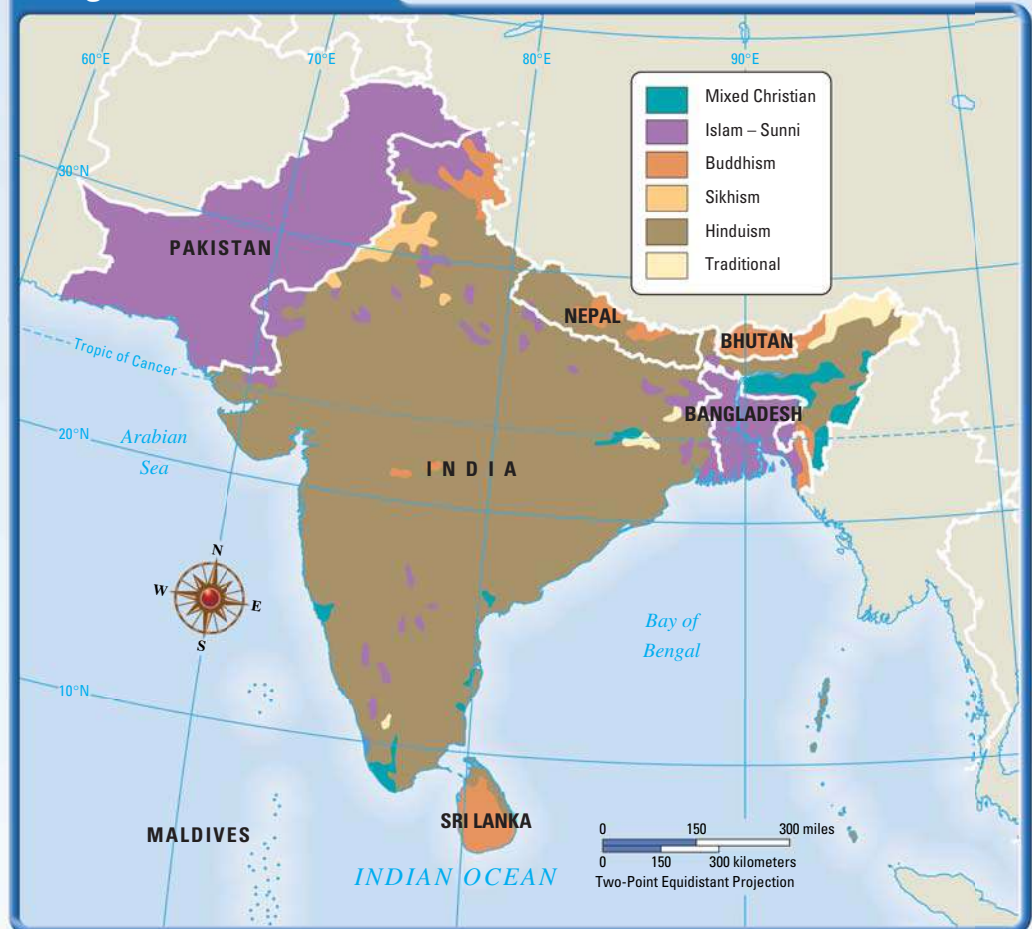 60°E
70°E
80°E
90°E
Mixed Christian
Islam – Sunni
Buddhism
Sikhism
Hinduism
Traditional
30°N
PAKISTAN
NEPAL
BHUTAN
Tropic of Cancer
BANGLADESH
20°N
Arabian
Sea
INDIA
N
W
E
S
Bay of
Bengal
10°N
MALDIVES
SRI LANKA
0 150 300 miles
0 150 300 kilometers
Two-Point Equidistant Projection
INDIAN OCEAN